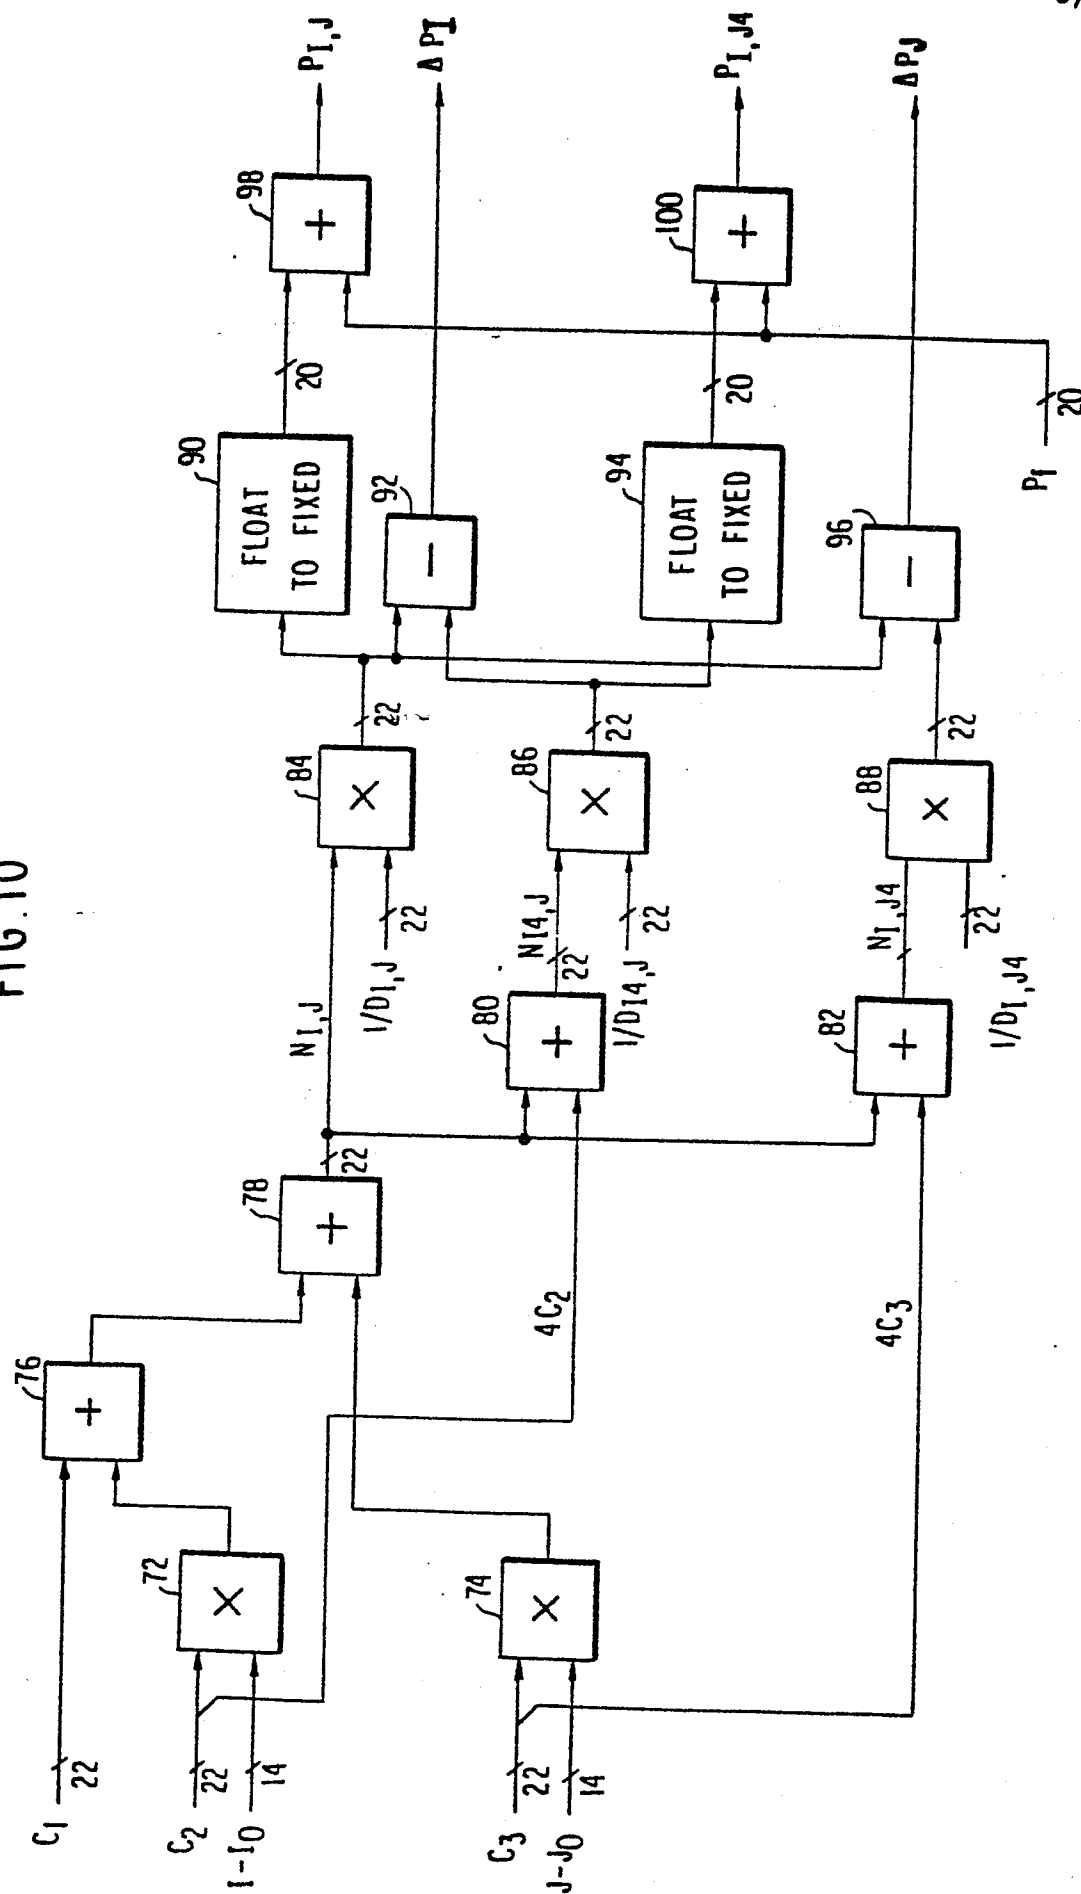 FIG. 10
C1
22
C2
22
I-I0
14
C3
22
J-J0
14
72
×
74
×
76
+
78
+
22
4C2
4C3
NI,J
80
+
22
NI4,J
82
+
NI,J4
1/DI,J
22
1/DI4,J
22
1/DI,J4
22
84
×
22
86
×
22
88
×
22
90
FLOAT
TO FIXED
20
92
−
94
FLOAT
TO FIXED
20
96
−
Pf
20
98
+
PI,J
ΔPI
100
+
PI,J4
ΔPJ